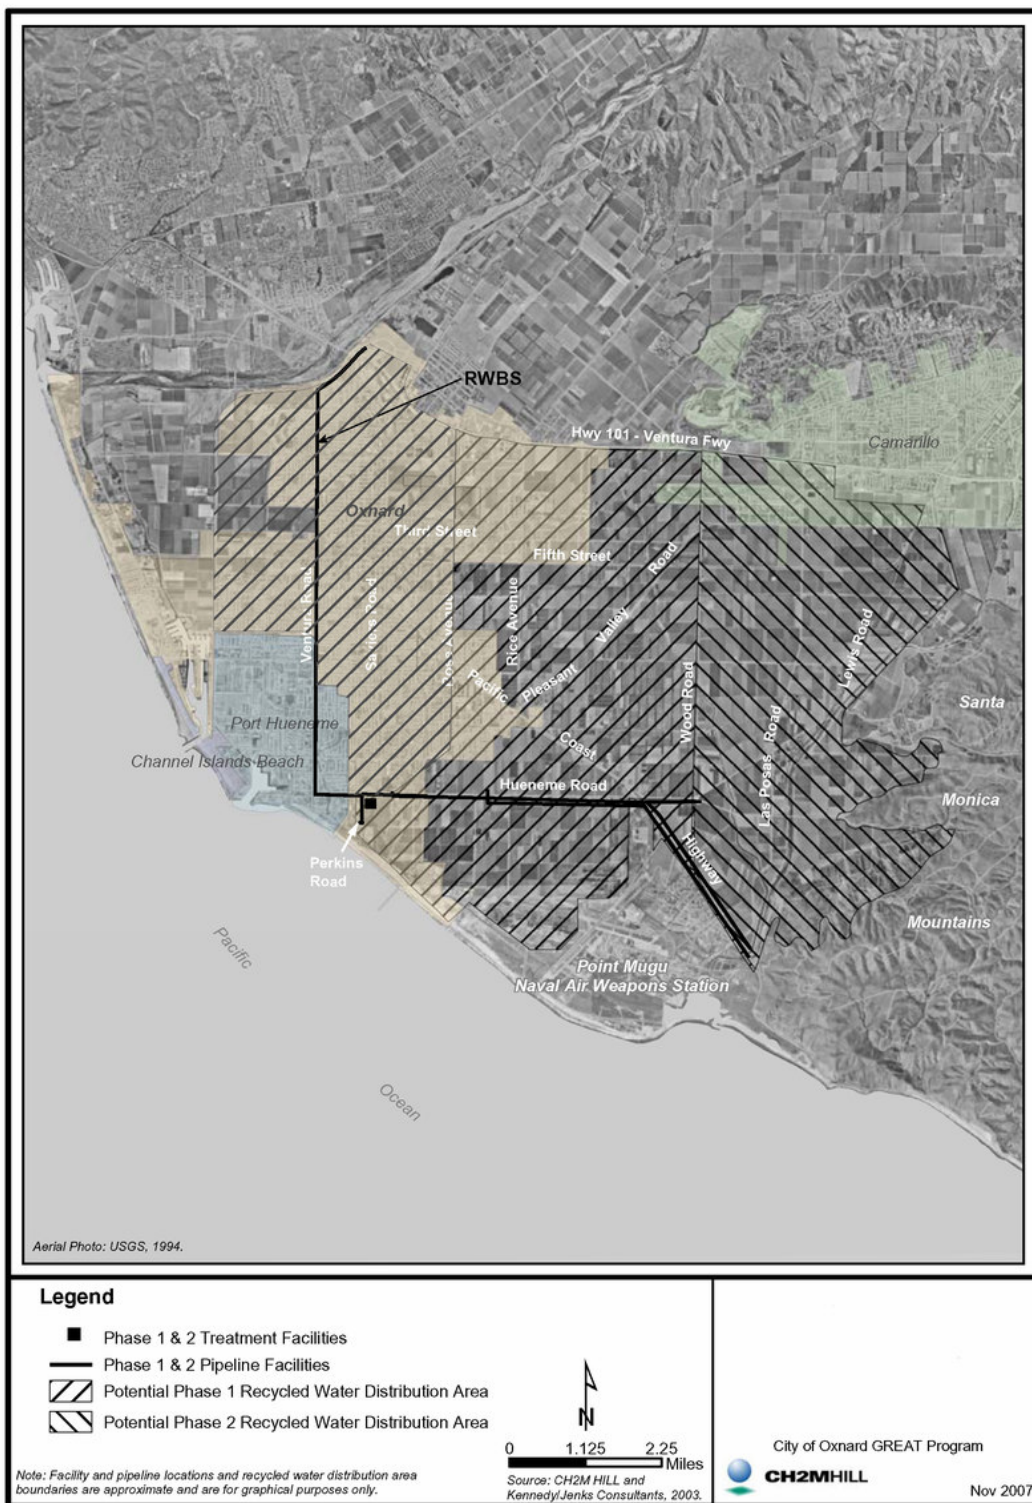 RWBS
Hwy 101 - Ventura Fwy
Camarillo
Oxnard
Third Street
Fifth Street
Ventura Road
Saviers Road
Rice Avenue
Valley
Road
Pleasant
Pacific
Coast
Highway
Wood Road
Lewis Road
Las Posas Road
Port Hueneme
Channel Islands Beach
Hueneme Road
Perkins
Road
Santa
Monica
Mountains
Point Mugu
Naval Air Weapons Station
Pacific
Ocean
Aerial Photo: USGS, 1994.
Legend
Phase 1 & 2 Treatment Facilities
Phase 1 & 2 Pipeline Facilities
Potential Phase 1 Recycled Water Distribution Area
Potential Phase 2 Recycled Water Distribution Area
Note: Facility and pipeline locations and recycled water distribution area
boundaries are approximate and are for graphical purposes only.
N
0 1.125 2.25
Miles
Source: CH2M HILL and
Kennedy/Jenks Consultants, 2003.
City of Oxnard GREAT Program
CH2MHILL
Nov 2007